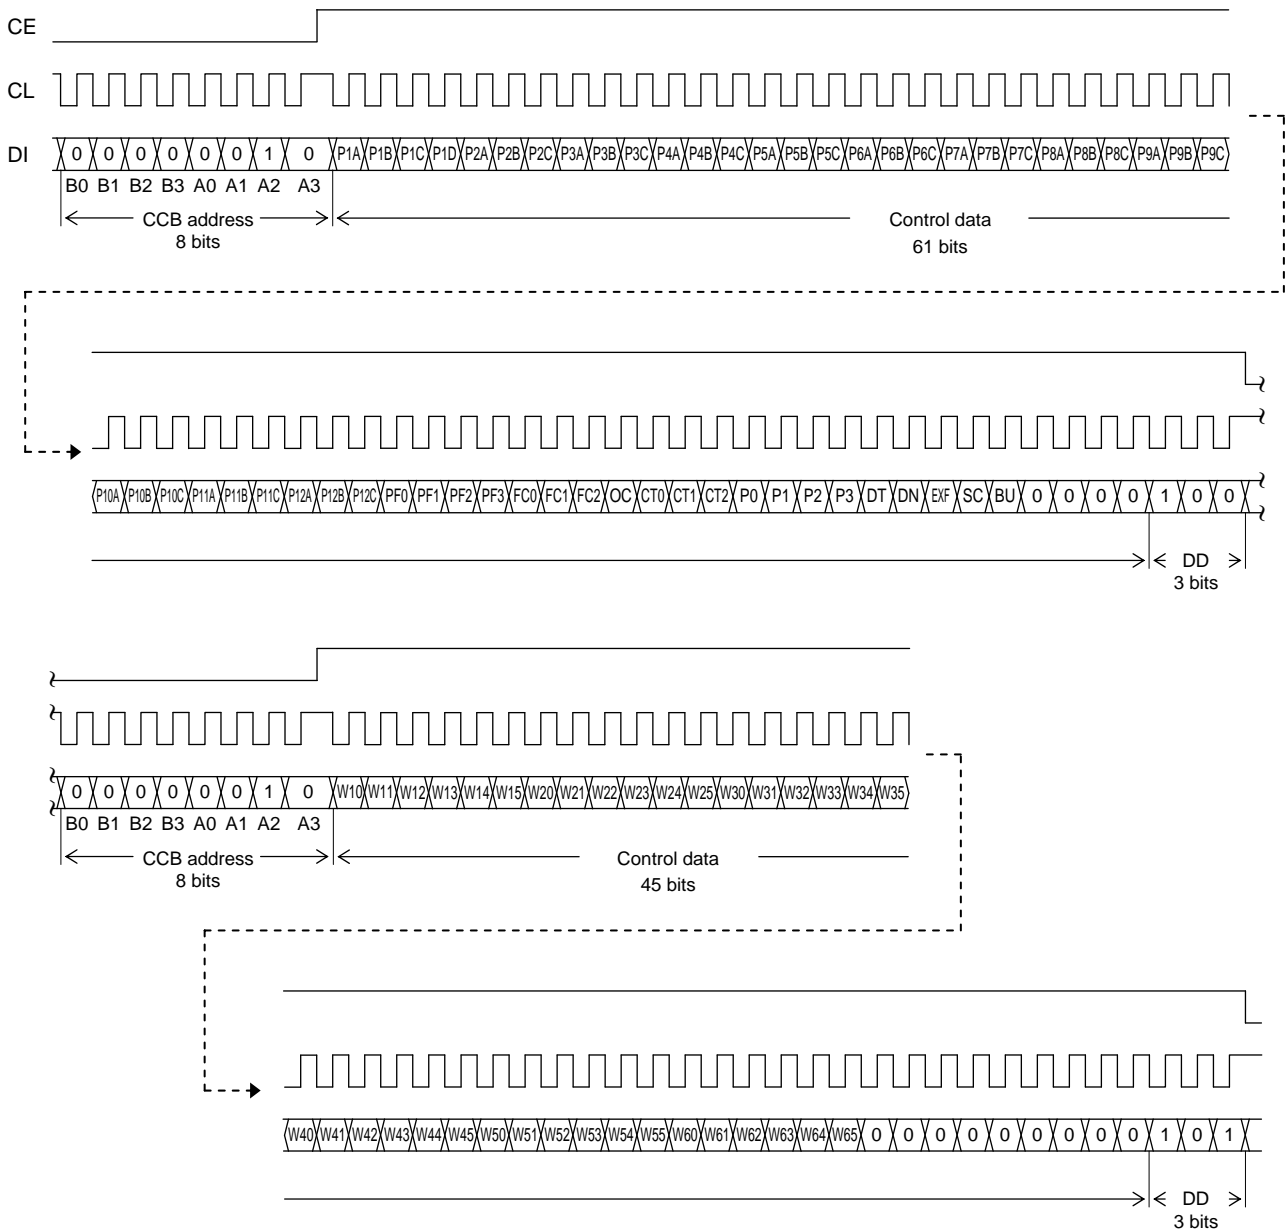 CE
CL
DI 0 0 0 0 0 0 1 0 P1A P1B P1C P1D P2A P2B P2C P3A P3B P3C P4A P4B P4C P5A P5B P5C P6A P6B P6C P7A P7B P7C P8A P8B P8C P9A P9B P9C
B0 B1 B2 B3 A0 A1 A2 A3
CCB address
8 bits
Control data
61 bits
P10A P10B P10C P11A P11B P11C P12A P12B P12C PF0 PF1 PF2 PF3 FC0 FC1 FC2 OC CT0 CT1 CT2 P0 P1 P2 P3 DT DN EXF SC BU 0 0 0 0 1 0 0
DD
3 bits
0 0 0 0 0 0 1 0 W10 W11 W12 W13 W14 W15 W20 W21 W22 W23 W24 W25 W30 W31 W32 W33 W34 W35
B0 B1 B2 B3 A0 A1 A2 A3
CCB address
8 bits
Control data
45 bits
W40 W41 W42 W43 W44 W45 W50 W51 W52 W53 W54 W55 W60 W61 W62 W63 W64 W65 0 0 0 0 0 0 0 0 0 1 0 1
DD
3 bits